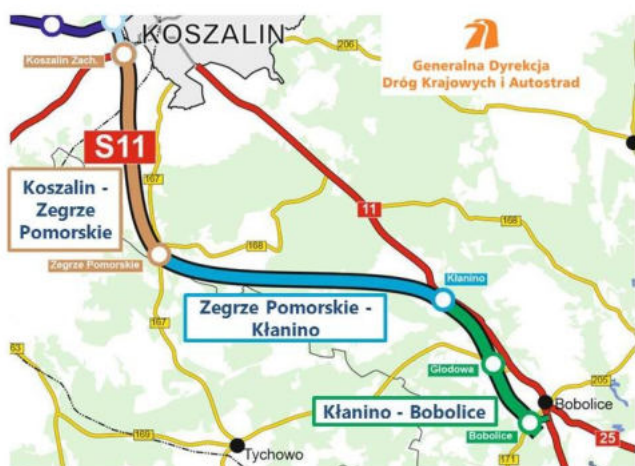 KOSZALIN
206
Generalna Dyrekcja
Dróg Krajowych i Autostrad
Koszalin Zach.
S11
167
Koszalin -
Zegrze
Pomorskie
11
168
168
Zegrze Pomorskie
Kłanino
167
Zegrze Pomorskie -
Kłanino
Głodowa
205
Kłanino - Bobolice
Bobolice
Bobolice
169
25
Tychowo
171